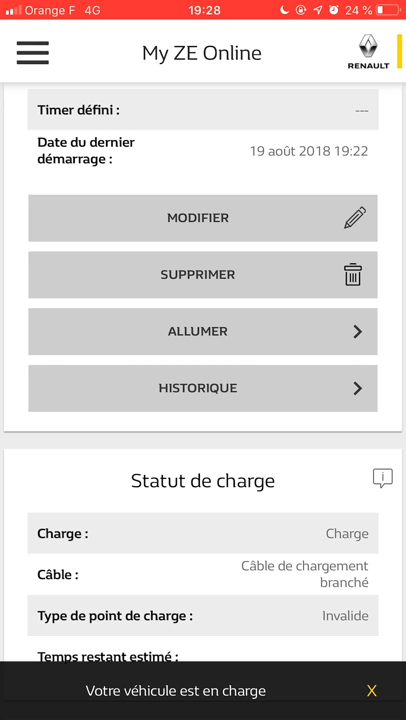 Orange F 4G 19:28 24 %
My ZE Online
RENAULT
Timer défini : ---
Date du dernier
démarrage :
19 août 2018 19:22
MODIFIER
SUPPRIMER
ALLUMER
HISTORIQUE
Statut de charge
i
Charge : Charge
Câble :
Câble de chargement
branché
Type de point de charge : Invalide
Temps restant estimé :
Votre véhicule est en charge X